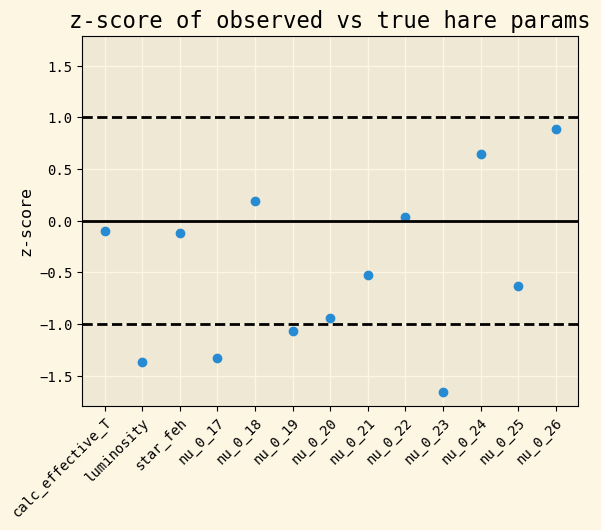 z-score of observed vs true hare params
z-score
1.5
1.0
0.5
0.0
−0.5
−1.0
−1.5
calc_effective_T
luminosity
star_feh
nu_0_17
nu_0_18
nu_0_19
nu_0_20
nu_0_21
nu_0_22
nu_0_23
nu_0_24
nu_0_25
nu_0_26